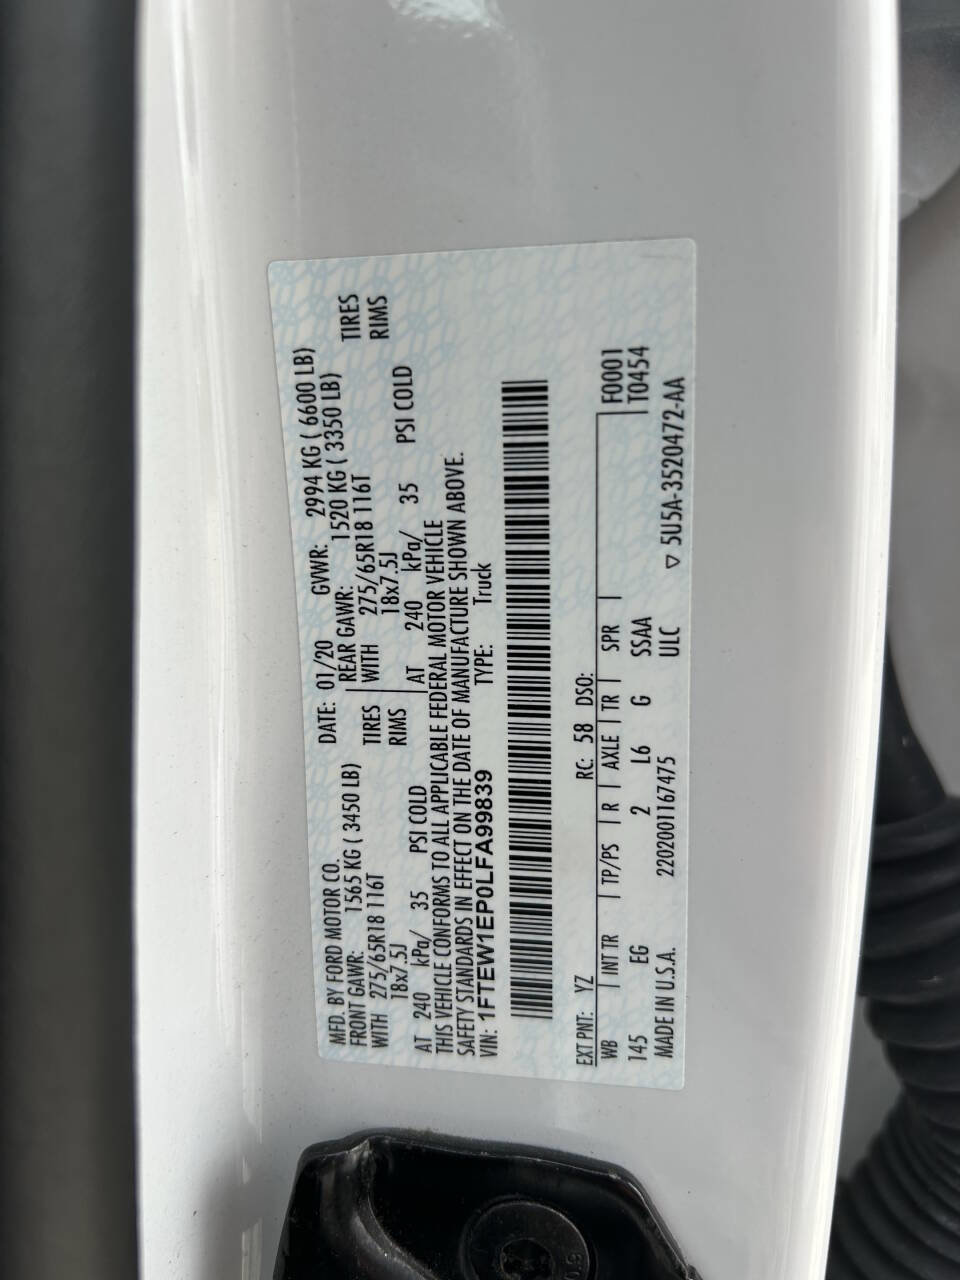 MFD. BY FORD MOTOR CO. DATE: 01/20 GVWR: 2994 KG ( 6600 LB)
FRONT GAWR: 1565 KG ( 3450 LB) REAR GAWR: 1520 KG ( 3350 LB)
WITH 275/65R18 116T TIRES WITH 275/65R18 116T TIRES
18x7.5J RIMS 18x7.5J RIMS
AT 240 kPa/ 35 PSI COLD AT 240 kPa/ 35 PSI COLD
THIS VEHICLE CONFORMS TO ALL APPLICABLE FEDERAL MOTOR VEHICLE
SAFETY STANDARDS IN EFFECT ON THE DATE OF MANUFACTURE SHOWN ABOVE.
VIN: 1FTEW1EP0LFA99839 TYPE: Truck
EXT PNT: YZ RC: 58 DSO:
WB | INT TR | TP/PS | R | AXLE | TR | SPR | F0001
145 EG 2 L6 G SSAA T0454
MADE IN U.S.A. 2202001167475 ULC ▽ 5U5A-3520472-AA